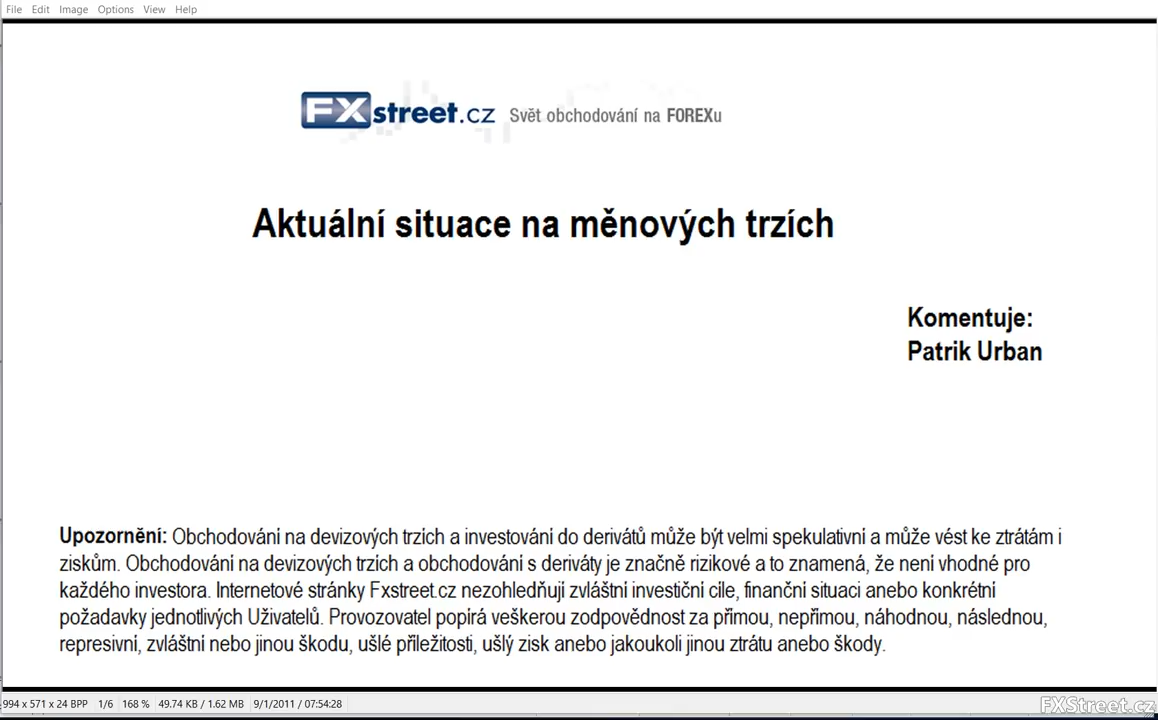 File Edit Image Options View Help
FXstreet.cz Svět obchodování na FOREXu
Aktuální situace na měnových trzích
Komentuje:
Patrik Urban
Upozornění: Obchodování na devizových trzích a investování do derivátů může být velmi spekulativní a může vést ke ztrátám i
ziskům. Obchodování na devizových trzích a obchodování s deriváty je značně rizikové a to znamená, že není vhodné pro
každého investora. Internetové stránky Fxstreet.cz nezohledňují zvláštní investiční cíle, finanční situaci anebo konkrétní
požadavky jednotlivých Uživatelů. Provozovatel popírá veškerou zodpovědnost za přímou, nepřímou, náhodnou, následnou,
represivní, zvláštní nebo jinou škodu, ušlé příležitosti, ušlý zisk anebo jakoukoli jinou ztrátu anebo škody.
994 x 571 x 24 BPP 1/6 168 % 49.74 KB / 1.62 MB 9/1/2011 / 07:54:28
FXStreet.cz